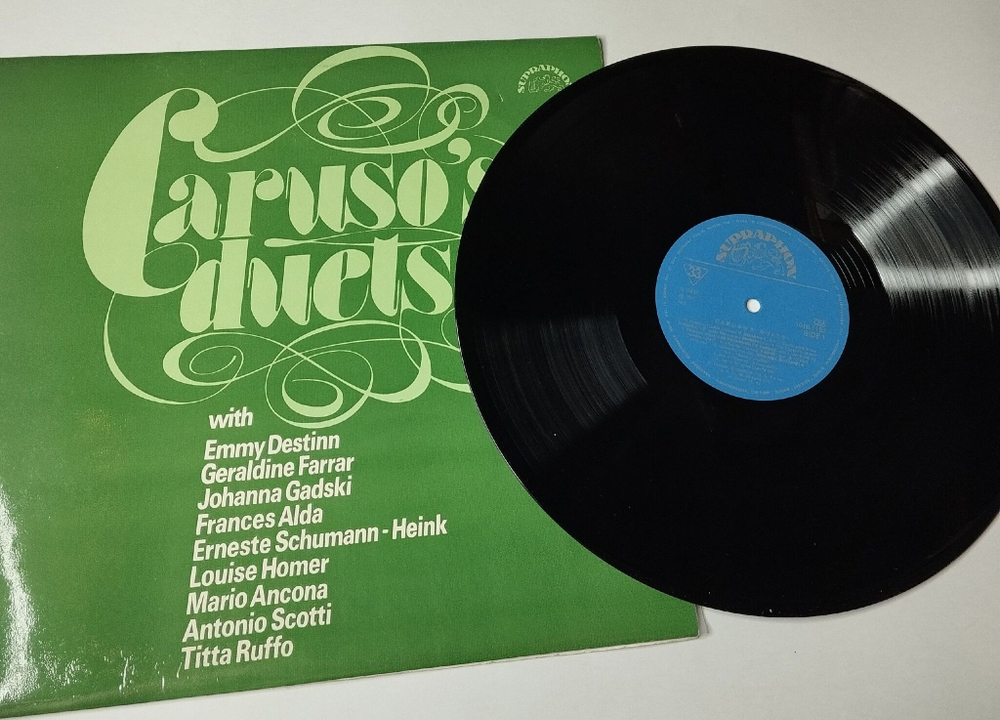 SUPRAPHON
Caruso's
duets
with
Emmy Destinn
Geraldine Farrar
Johanna Gadski
Frances Alda
Erneste Schumann-Heink
Louise Homer
Mario Ancona
Antonio Scotti
Titta Ruffo
SUPRAPHON
33